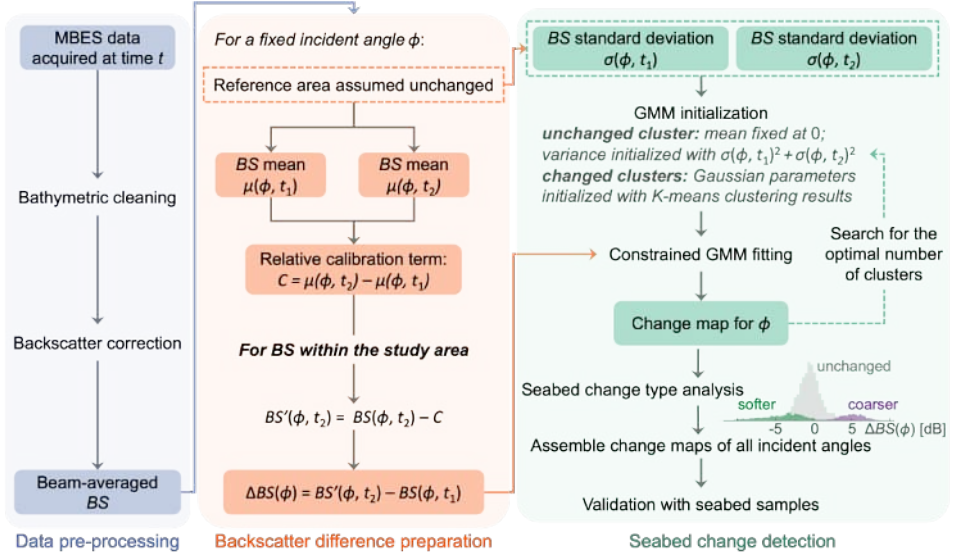 MBES data
acquired at time t
Bathymetric cleaning
Backscatter correction
Beam-averaged
BS
Data pre-processing
For a fixed incident angle ϕ:
Reference area assumed unchanged
BS mean
μ(ϕ, t₁)
BS mean
μ(ϕ, t₂)
Relative calibration term:
C = μ(ϕ, t₂) – μ(ϕ, t₁)
For BS within the study area
BS′(ϕ, t₂) = BS(ϕ, t₂) – C
ΔBS(ϕ) = BS′(ϕ, t₂) – BS(ϕ, t₁)
Backscatter difference preparation
BS standard deviation
σ(ϕ, t₁)
BS standard deviation
σ(ϕ, t₂)
GMM initialization
unchanged cluster: mean fixed at 0;
variance initialized with σ(ϕ, t₁)² + σ(ϕ, t₂)²
changed clusters: Gaussian parameters
initialized with K-means clustering results
Search for the
optimal number
of clusters
Constrained GMM fitting
Change map for ϕ
unchanged
Seabed change type analysis
softer
coarser
-5 0 5 ΔBS(ϕ) [dB]
Assemble change maps of all incident angles
Validation with seabed samples
Seabed change detection